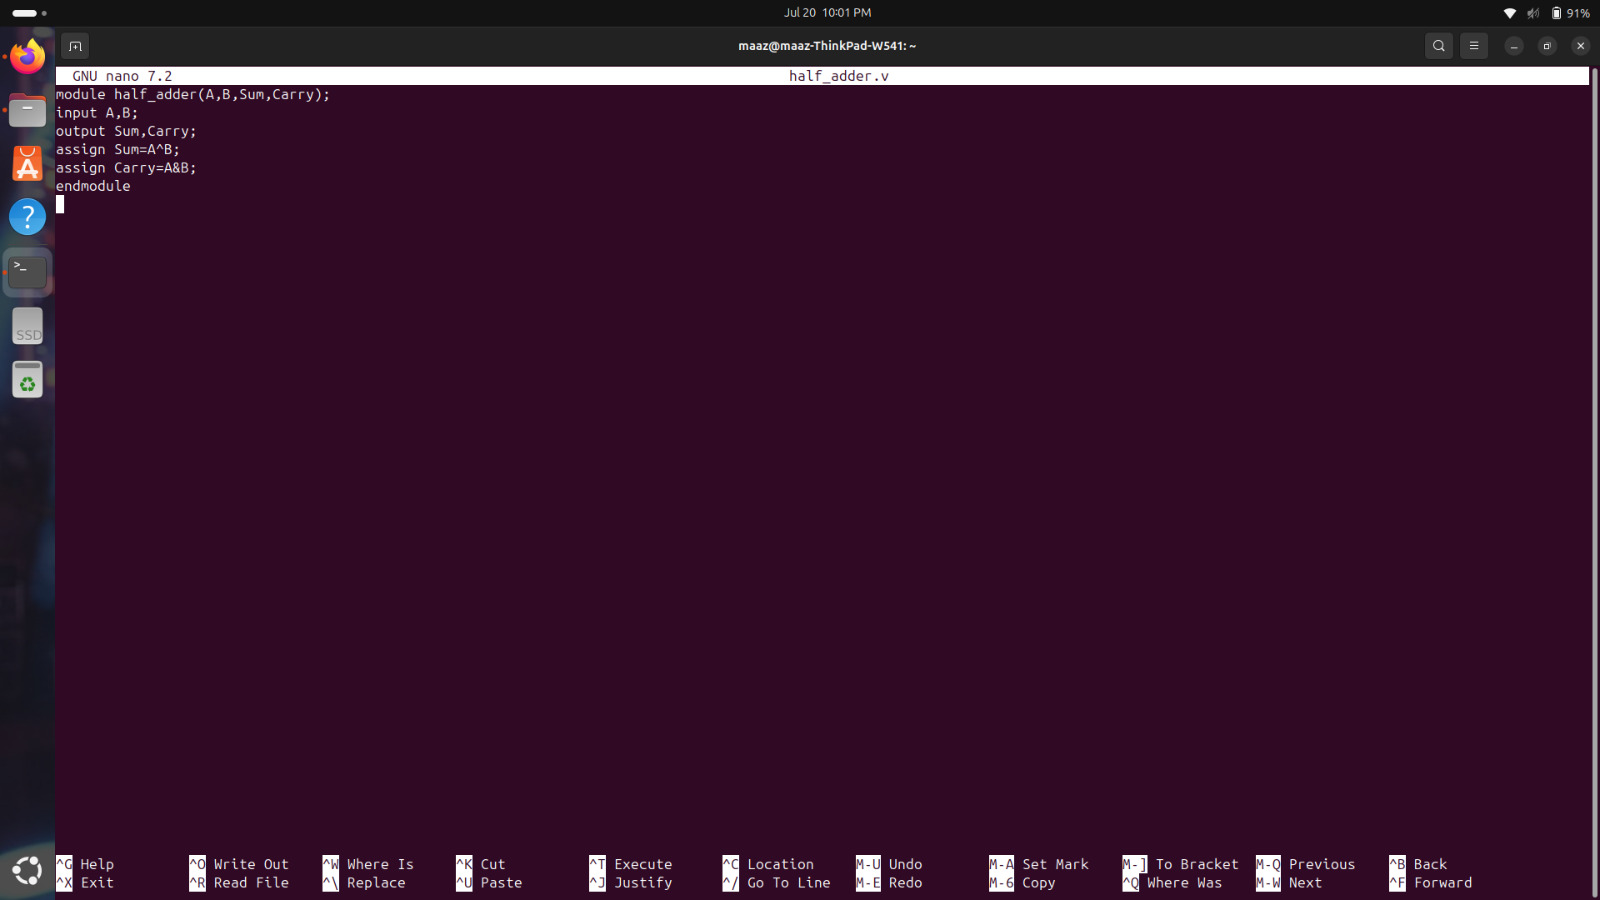 Jul 20 10:01 PM
91%
maaz@maaz-ThinkPad-W541: ~
GNU nano 7.2 half_adder.v
module half_adder(A,B,Sum,Carry);
input A,B;
output Sum,Carry;
assign Sum=A^B;
assign Carry=A&B;
endmodule
>_
SSD
^G Help ^O Write Out ^W Where Is ^K Cut ^T Execute ^C Location M-U Undo M-A Set Mark M-] To Bracket M-Q Previous ^B Back
^X Exit ^R Read File ^\ Replace ^U Paste ^J Justify ^/ Go To Line M-E Redo M-6 Copy ^Q Where Was M-W Next ^F Forward